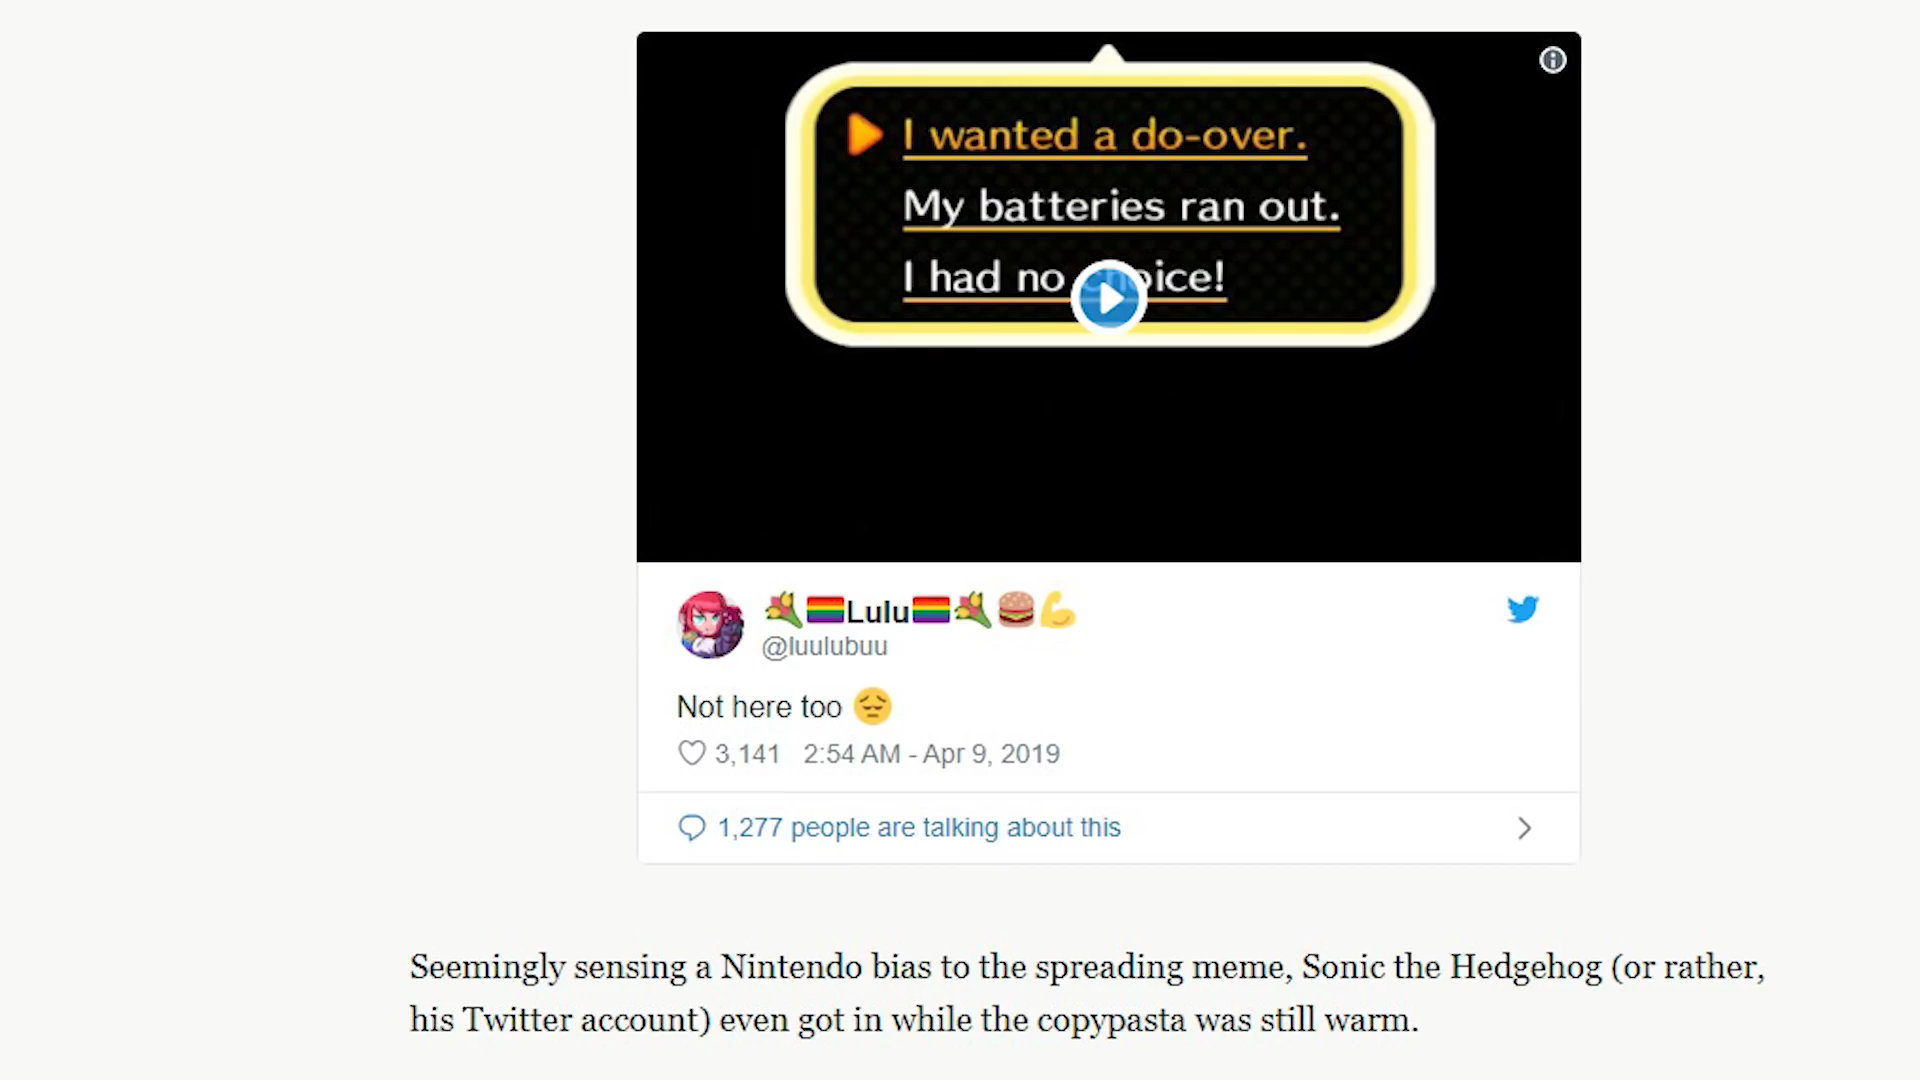 I wanted a do-over.
My batteries ran out.
I had no choice!
Lulu
@luulubuu
Not here too
3,141 2:54 AM - Apr 9, 2019
1,277 people are talking about this
Seemingly sensing a Nintendo bias to the spreading meme, Sonic the Hedgehog (or rather,
his Twitter account) even got in while the copypasta was still warm.